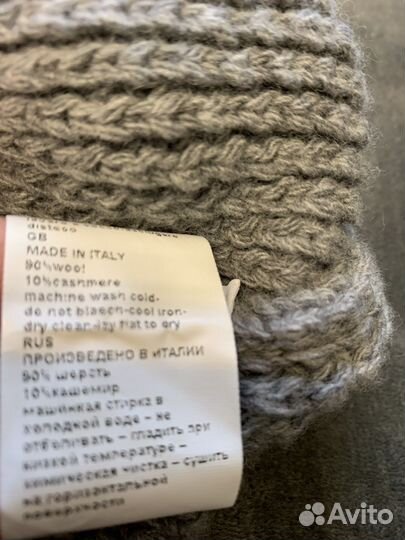 disteso
GB
MADE IN ITALY
90%wool
10%cashmere
machine wash cold-
do not bleach-cool iron-
dry clean-lay flat to dry
RUS
ПРОИЗВЕДЕНО В ИТАЛИИ
90% шерсть
10%кашемир
машинная стирка в
холодной воде – не
отбеливать – гладить при
низкой температуре –
химическая чистка – сушить
на горизонтальной
поверхности
Avito